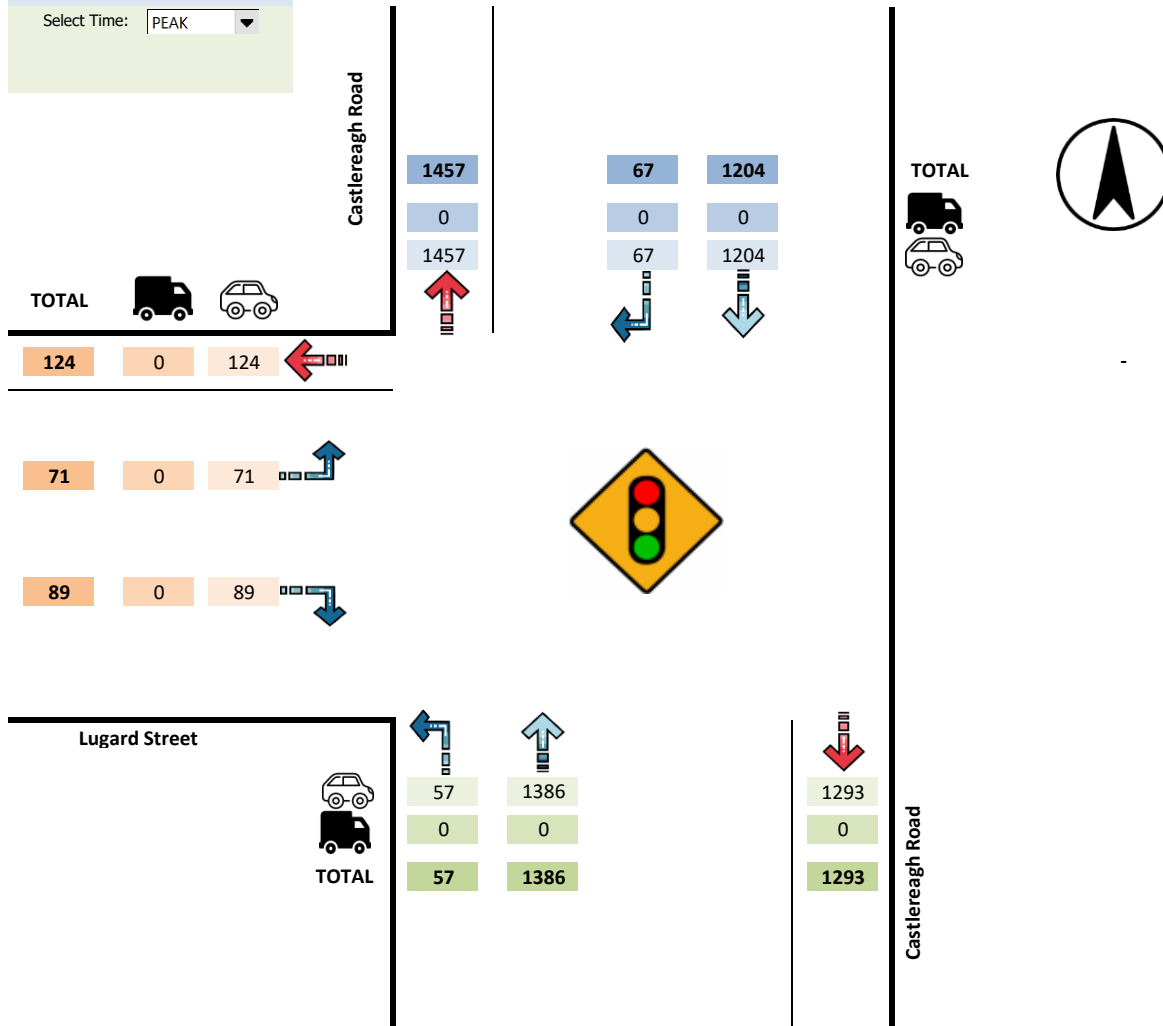 Select Time: PEAK
Castlereagh Road
1457 67 1204 TOTAL
0 0 0
1457 67 1204
TOTAL
124 0 124
-
71 0 71
89 0 89
Lugard Street
57 1386 1293
0 0 0
TOTAL 57 1386 1293
Castlereagh Road